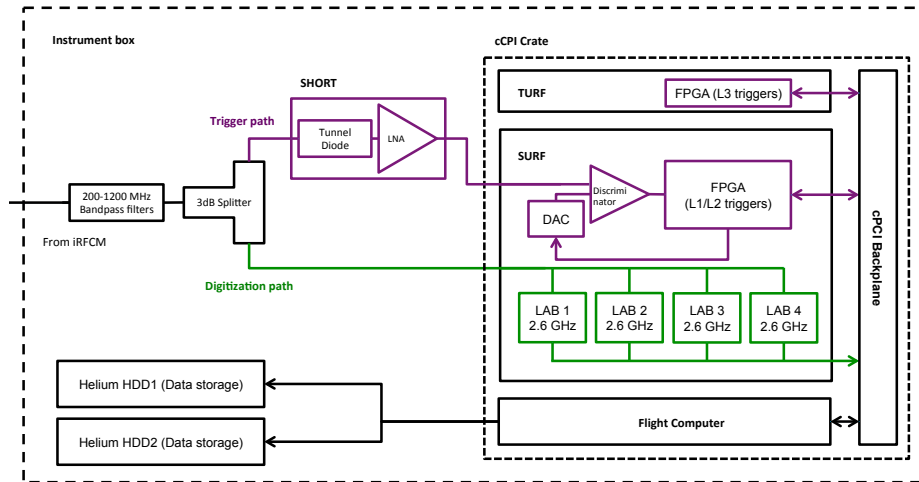 Instrument box
cCPI Crate
SHORT
TURF
FPGA (L3 triggers)
Trigger path
Tunnel
Diode
LNA
SURF
200-1200 MHz
Bandpass filters
3dB Splitter
Discrimi
nator
FPGA
(L1/L2 triggers)
DAC
From iRFCM
cPCI Backplane
Digitization path
LAB 1
2.6 GHz
LAB 2
2.6 GHz
LAB 3
2.6 GHz
LAB 4
2.6 GHz
Helium HDD1 (Data storage)
Helium HDD2 (Data storage)
Flight Computer